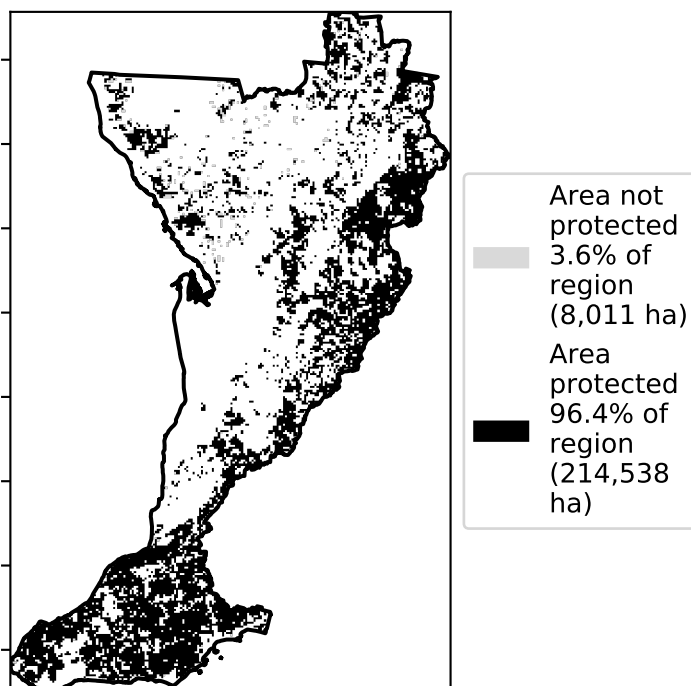 Area not
protected
3.6% of
region
(8,011 ha)
Area
protected
96.4% of
region
(214,538
ha)